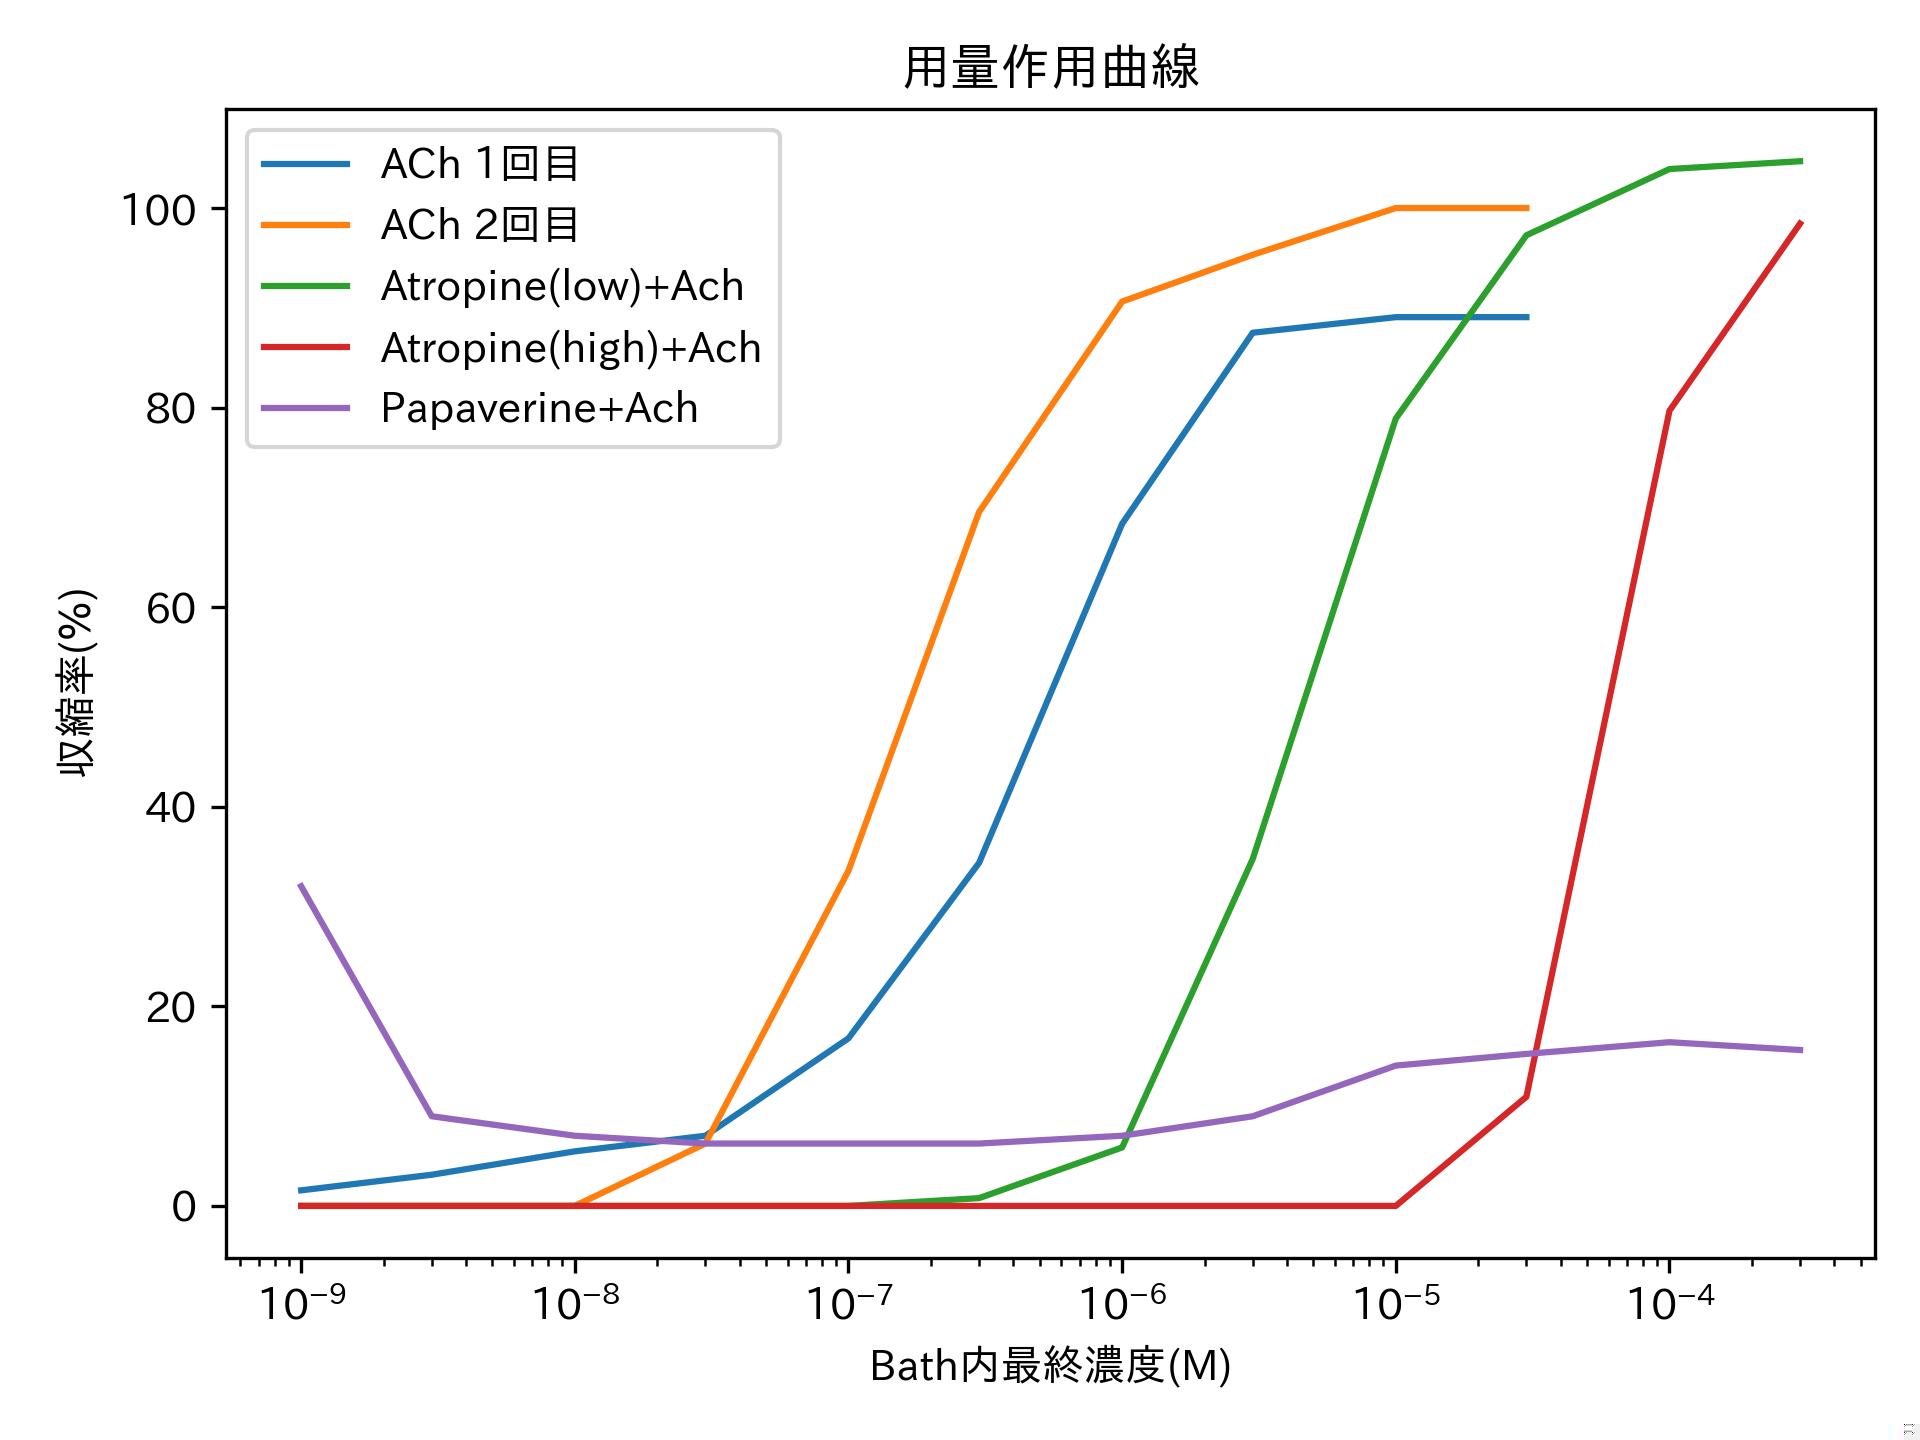 用量作用曲線
ACh 1回目
ACh 2回目
Atropine(low)+Ach
Atropine(high)+Ach
Papaverine+Ach
収縮率(%)
100
80
60
40
20
0
10⁻⁹ 10⁻⁸ 10⁻⁷ 10⁻⁶ 10⁻⁵ 10⁻⁴
Bath内最終濃度(M)